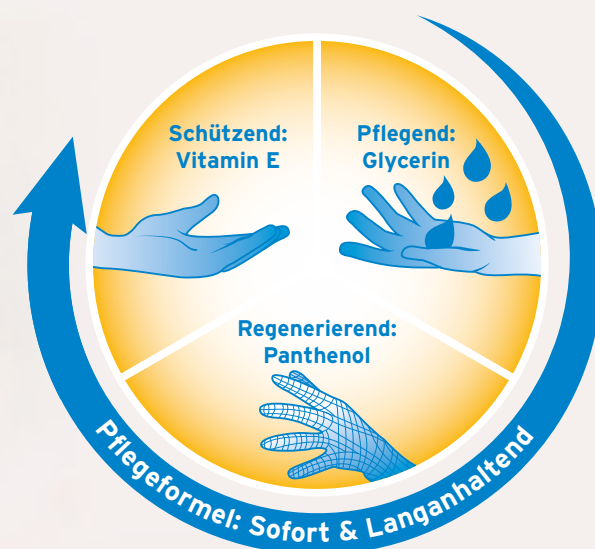 Schützend:
Vitamin E
Pflegend:
Glycerin
Regenerierend:
Panthenol
Pflegeformel: Sofort & Langanhaltend